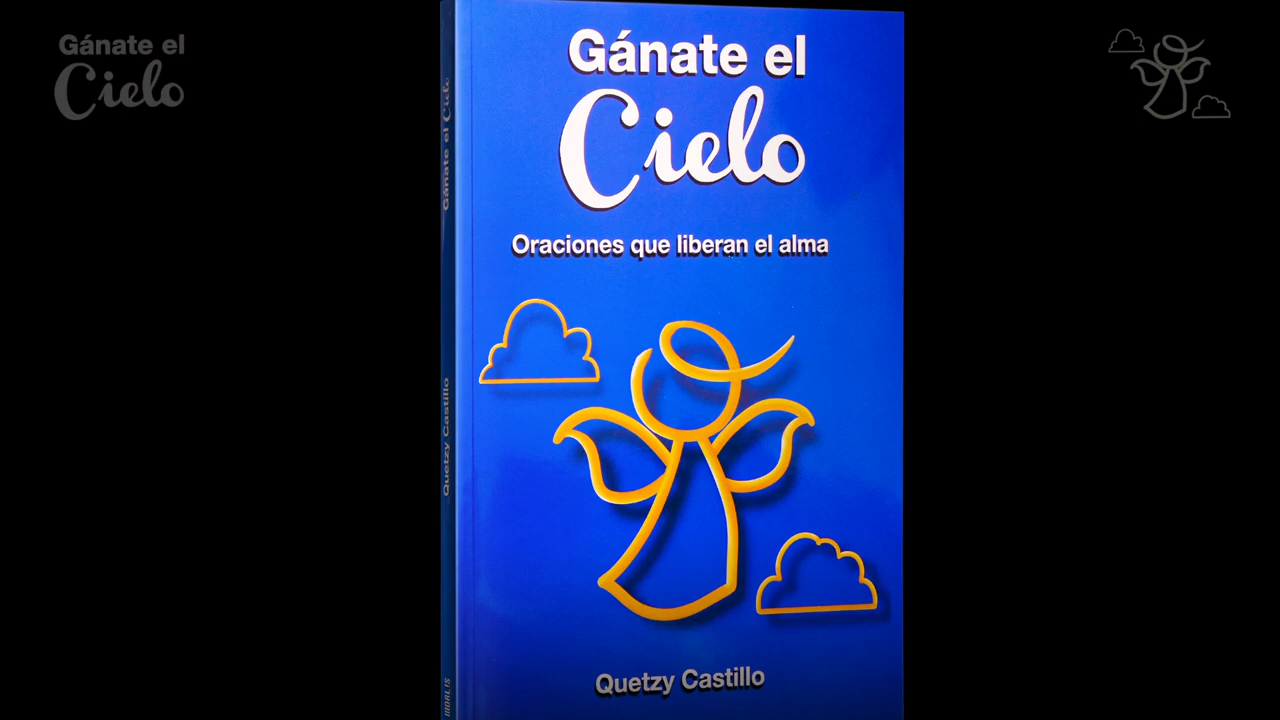 Gánate el
Cielo
Gánate el
Cielo
Oraciones que liberan el alma
Quetzy Castillo
Gánate el Cielo
Quetzy Castillo